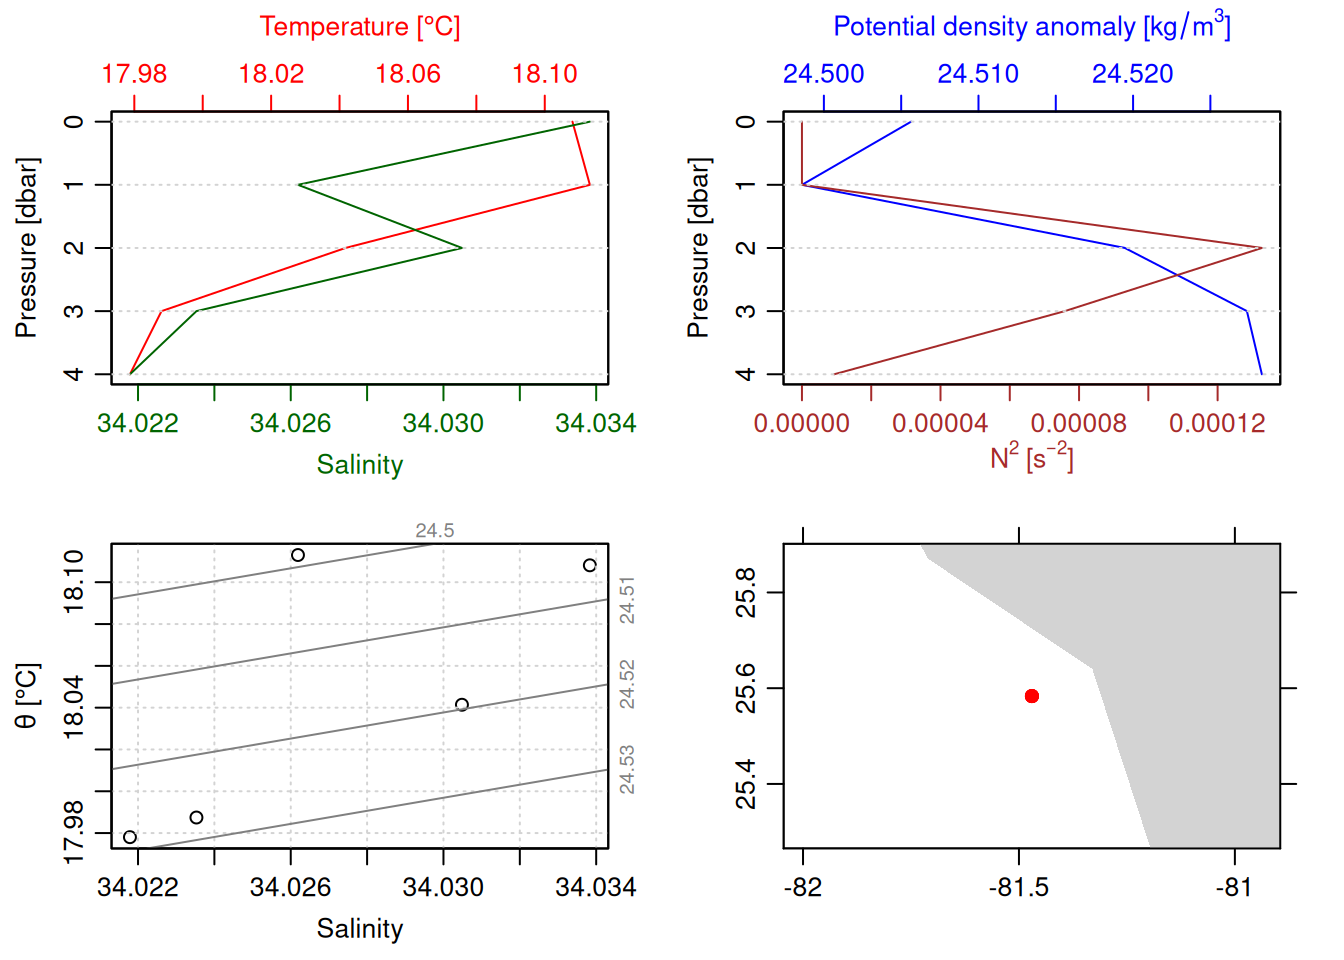 Temperature [°C]
17.98 18.02 18.06 18.10
Pressure [dbar]
0
1
2
3
4
34.022 34.026 34.030 34.034
Salinity
Potential density anomaly [kg/m³]
24.500 24.510 24.520
Pressure [dbar]
0
1
2
3
4
0.00000 0.00004 0.00008 0.00012
N² [s⁻²]
24.5
24.51
24.52
24.53
θ [°C]
18.10
18.04
17.98
34.022 34.026 34.030 34.034
Salinity
25.8
25.6
25.4
-82 -81.5 -81